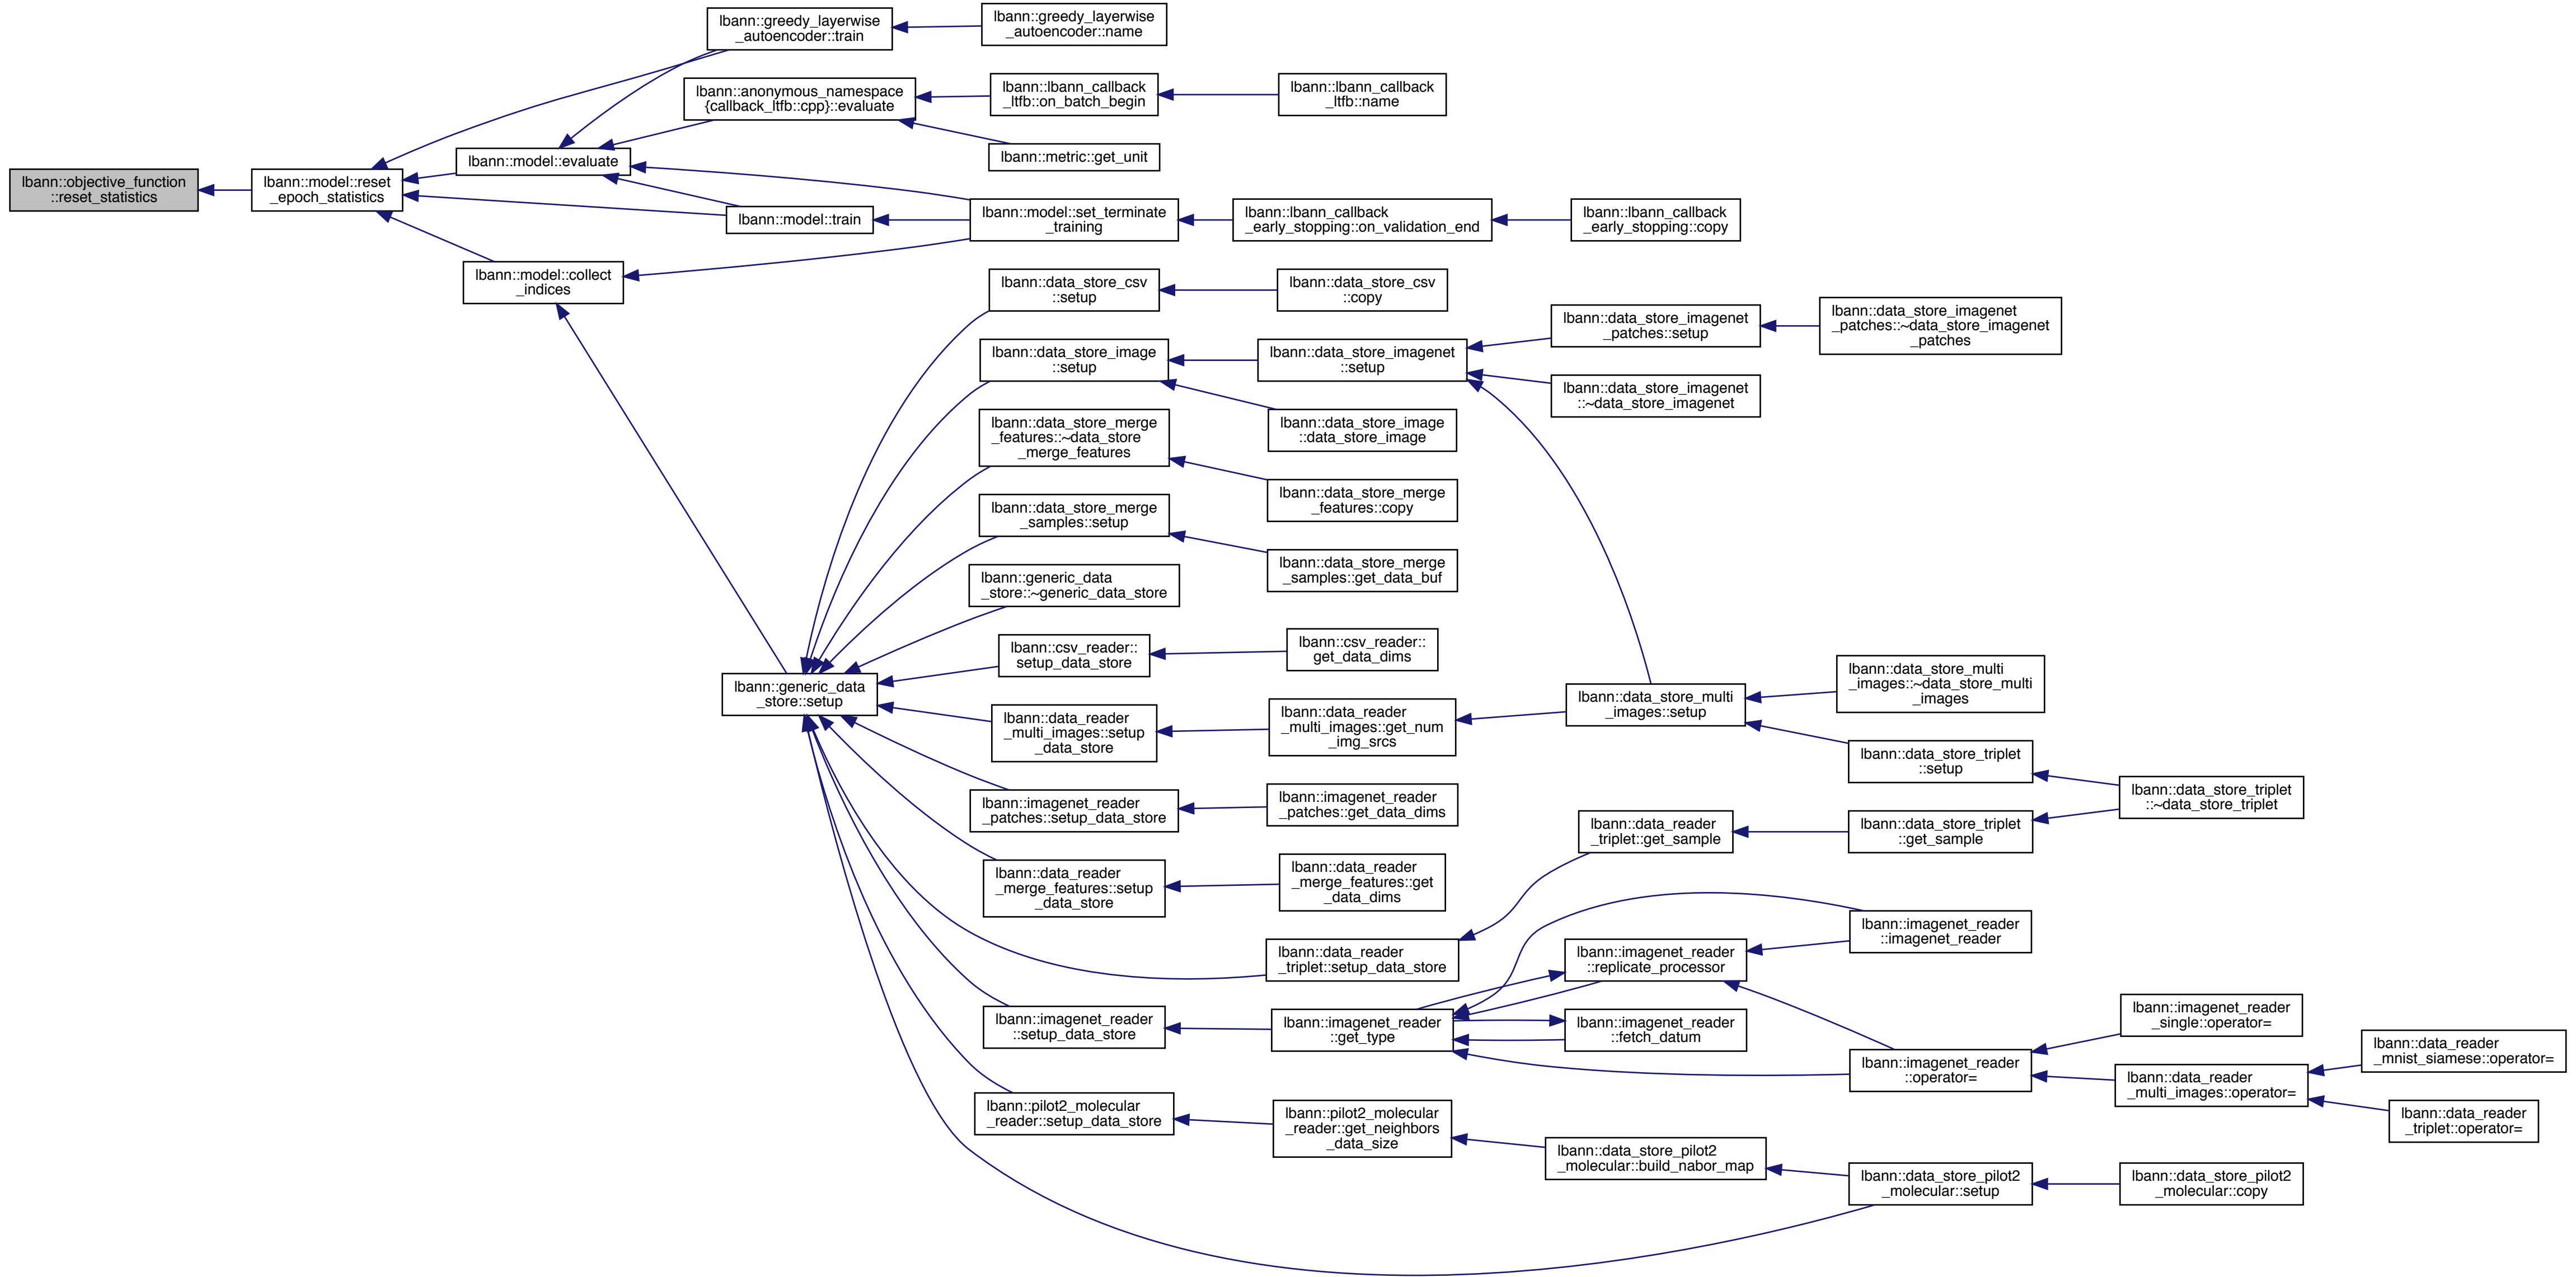 lbann::objective_function
::reset_statistics
lbann::model::reset
_epoch_statistics
lbann::greedy_layerwise
_autoencoder::train
lbann::greedy_layerwise
_autoencoder::name
lbann::model::evaluate
lbann::anonymous_namespace
{callback_ltfb::cpp}::evaluate
lbann::lbann_callback
_ltfb::on_batch_begin
lbann::lbann_callback
_ltfb::name
lbann::metric::get_unit
lbann::model::train
lbann::model::set_terminate
_training
lbann::lbann_callback
_early_stopping::on_validation_end
lbann::lbann_callback
_early_stopping::copy
lbann::model::collect
_indices
lbann::generic_data
_store::setup
lbann::data_store_csv
::setup
lbann::data_store_csv
::copy
lbann::data_store_image
::setup
lbann::data_store_imagenet
::setup
lbann::data_store_imagenet
_patches::setup
lbann::data_store_imagenet
_patches::~data_store_imagenet
_patches
lbann::data_store_imagenet
::~data_store_imagenet
lbann::data_store_image
::data_store_image
lbann::data_store_merge
_features::~data_store
_merge_features
lbann::data_store_merge
_features::copy
lbann::data_store_merge
_samples::setup
lbann::data_store_merge
_samples::get_data_buf
lbann::generic_data
_store::~generic_data_store
lbann::csv_reader::
setup_data_store
lbann::csv_reader::
get_data_dims
lbann::data_reader
_multi_images::setup
_data_store
lbann::data_reader
_multi_images::get_num
_img_srcs
lbann::data_store_multi
_images::setup
lbann::data_store_multi
_images::~data_store_multi
_images
lbann::data_store_triplet
::setup
lbann::data_store_triplet
::~data_store_triplet
lbann::imagenet_reader
_patches::setup_data_store
lbann::imagenet_reader
_patches::get_data_dims
lbann::data_reader
_triplet::get_sample
lbann::data_store_triplet
::get_sample
lbann::data_reader
_merge_features::setup
_data_store
lbann::data_reader
_merge_features::get
_data_dims
lbann::data_reader
_triplet::setup_data_store
lbann::imagenet_reader
::replicate_processor
lbann::imagenet_reader
::imagenet_reader
lbann::imagenet_reader
::setup_data_store
lbann::imagenet_reader
::get_type
lbann::imagenet_reader
::fetch_datum
lbann::imagenet_reader
::operator=
lbann::imagenet_reader
_single::operator=
lbann::data_reader
_multi_images::operator=
lbann::data_reader
_mnist_siamese::operator=
lbann::data_reader
_triplet::operator=
lbann::pilot2_molecular
_reader::setup_data_store
lbann::pilot2_molecular
_reader::get_neighbors
_data_size
lbann::data_store_pilot2
_molecular::build_nabor_map
lbann::data_store_pilot2
_molecular::setup
lbann::data_store_pilot2
_molecular::copy